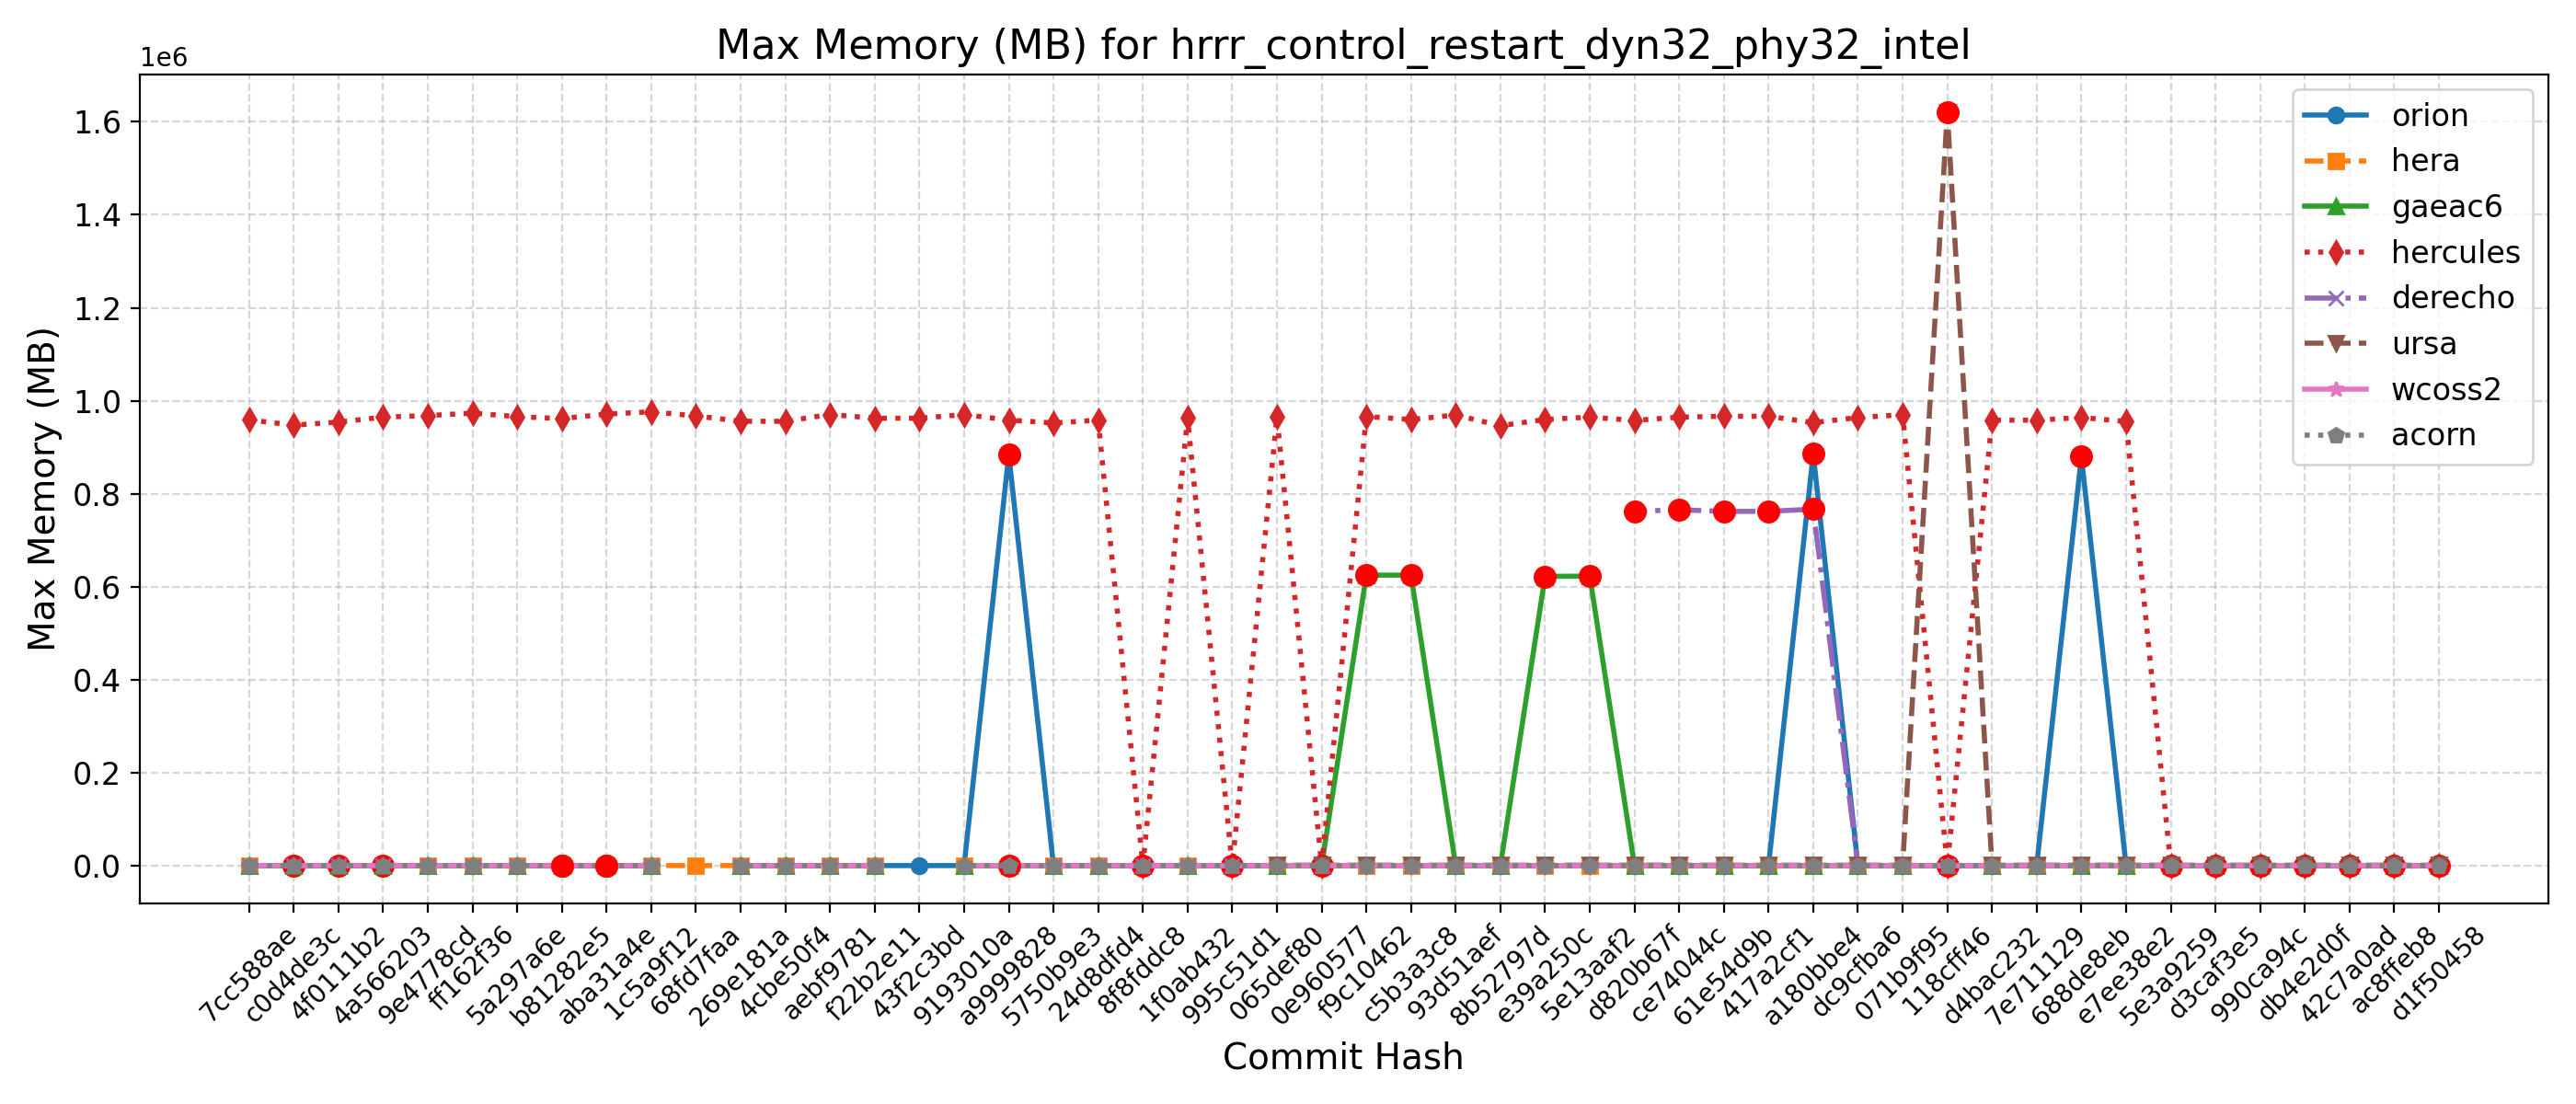 Max Memory (MB) for hrrr_control_restart_dyn32_phy32_intel
1e6
1.6
1.4
1.2
1.0
0.8
0.6
0.4
0.2
0.0
Max Memory (MB)
orion
hera
gaeac6
hercules
derecho
ursa
wcoss2
acorn
7cc588ae
c0d4de3c
4f0111b2
4a566203
9e4778cd
ff162f36
5a297a6e
b81282e5
aba31a4e
1c5a9f12
68fd7faa
269e181a
4cbe50f4
aebf9781
f22b2e11
43f2c3bd
9193010a
a9999828
5750b9e3
24d8dfd4
8f8fddc8
1f0ab432
995c51d1
065def80
0e960577
f9c10462
c5b3a3c8
93d51aef
8b52797d
e39a250c
5e13aaf2
d820b67f
ce74044c
61e54d9b
417a2cf1
a180bbe4
dc9cfba6
071b9f95
118cff46
d4bac232
7e711129
688de8eb
e7ee38e2
5e3a9259
d3caf3e5
990ca94c
db4e2d0f
42c7a0ad
ac8ffeb8
d1f50458
Commit Hash